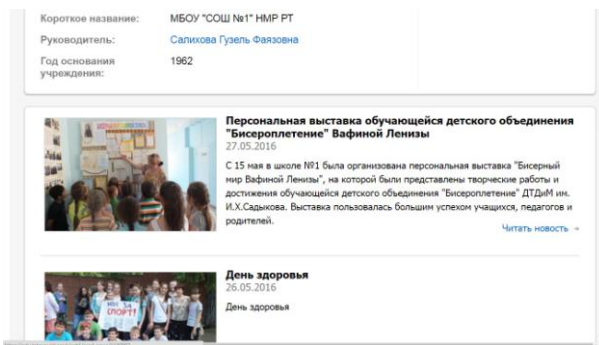 Короткое название: МБОУ "СОШ №1" НМР РТ
Руководитель: Салихова Гузель Фаязовна
Год основания учреждения: 1962
Персональная выставка обучающейся детского объединения
"Бисероплетение" Вафиной Ленизы
27.05.2016
С 15 мая в школе №1 была организована персональная выставка "Бисерный
мир Вафиной Ленизы", на которой были представлены творческие работы и
достижения обучающейся детского объединения "Бисероплетение" ДТДиМ им.
И.Х.Садыкова. Выставка пользовалась большим успехом учащихся, педагогов и
родителей.
Читать новость →
День здоровья
26.05.2016
День здоровья
МЫ ЗА
СПОРТ!